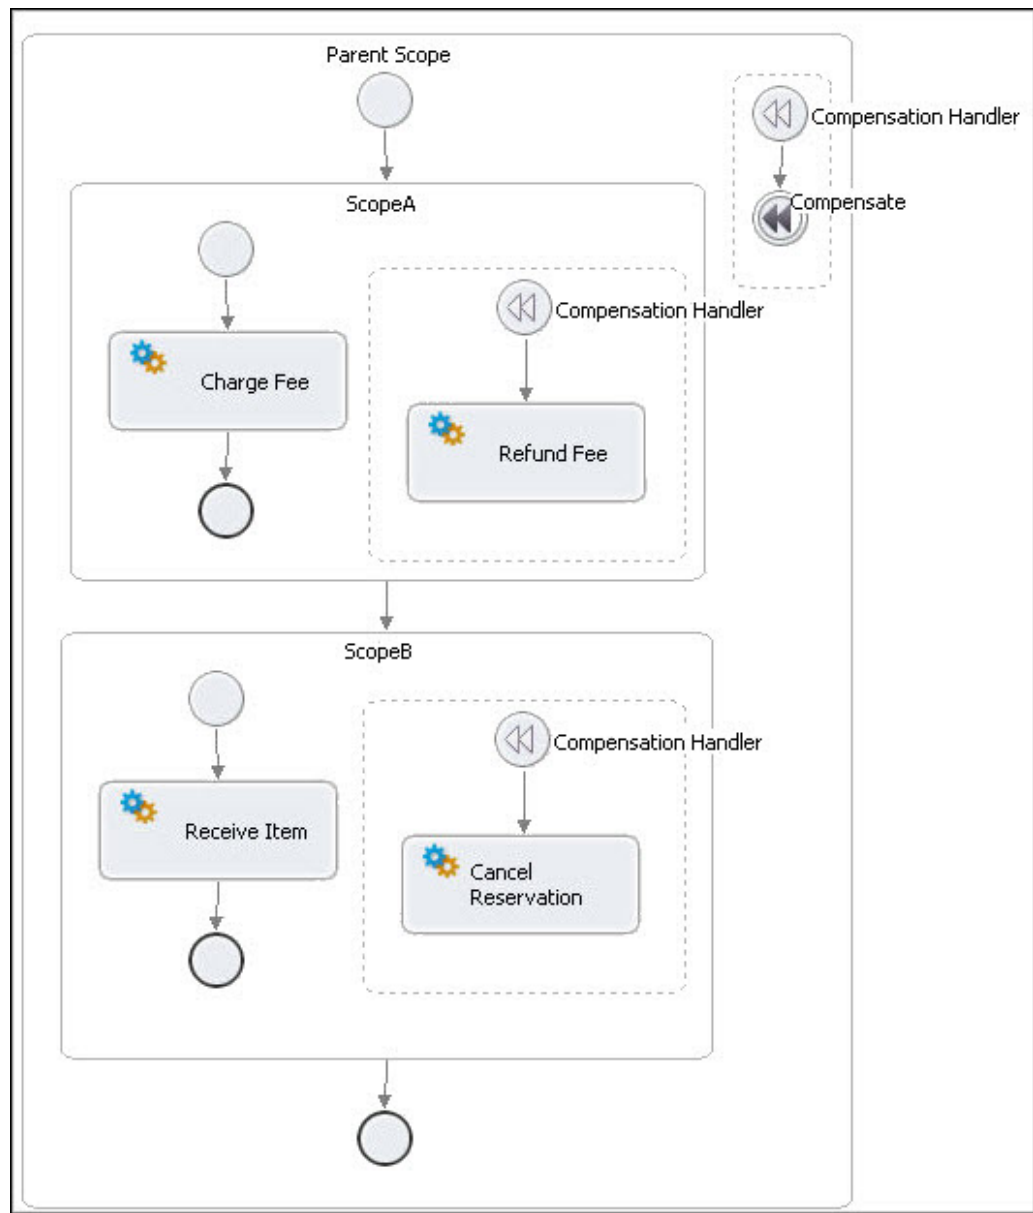 Parent Scope
Compensation Handler
Compensate
ScopeA
Compensation Handler
Charge Fee
Refund Fee
ScopeB
Compensation Handler
Receive Item
Cancel
Reservation